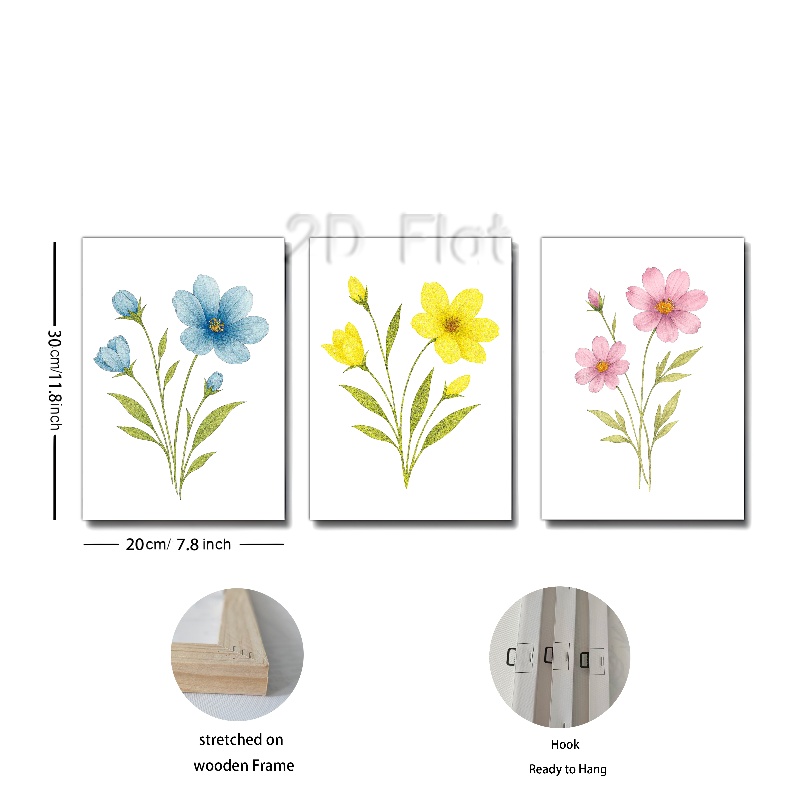 2D Flat
30cm/11.8inch
20cm/ 7.8 inch
stretched on
wooden Frame
Hook
Ready to Hang